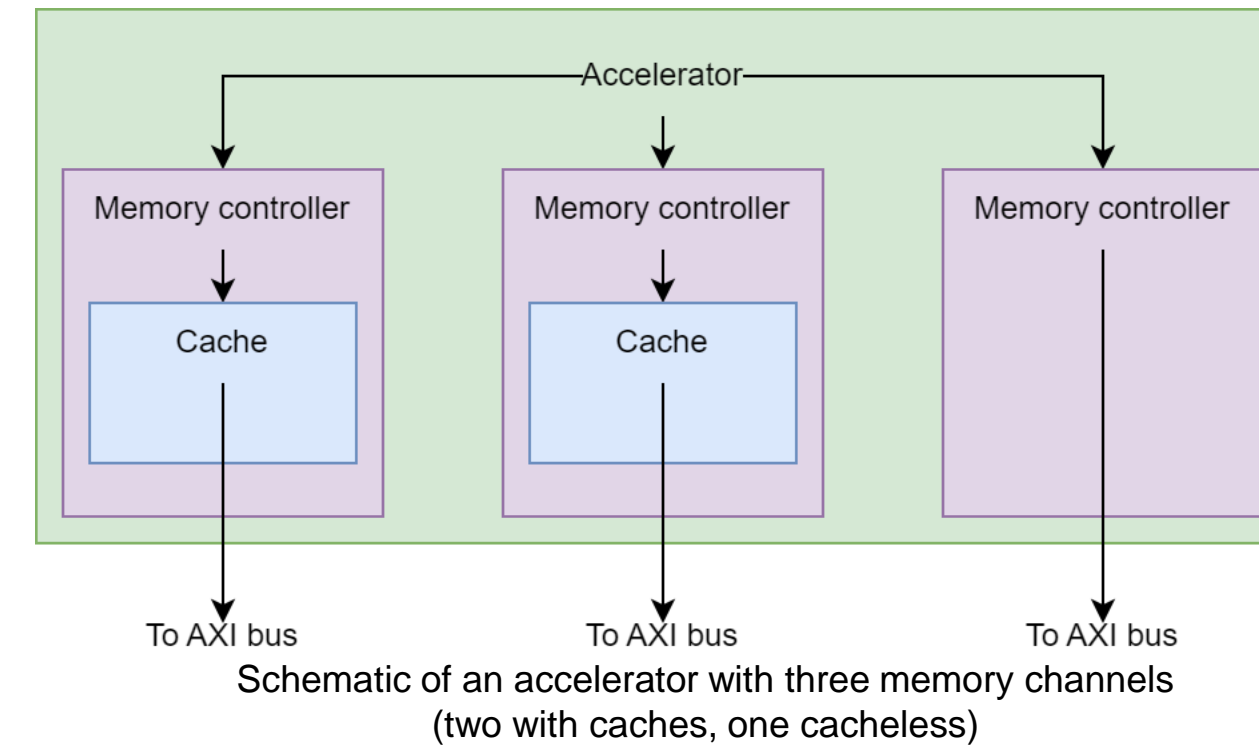 Accelerator
Memory controller
Memory controller
Memory controller
Cache
Cache
To AXI bus
To AXI bus
To AXI bus
Schematic of an accelerator with three memory channels
(two with caches, one cacheless)